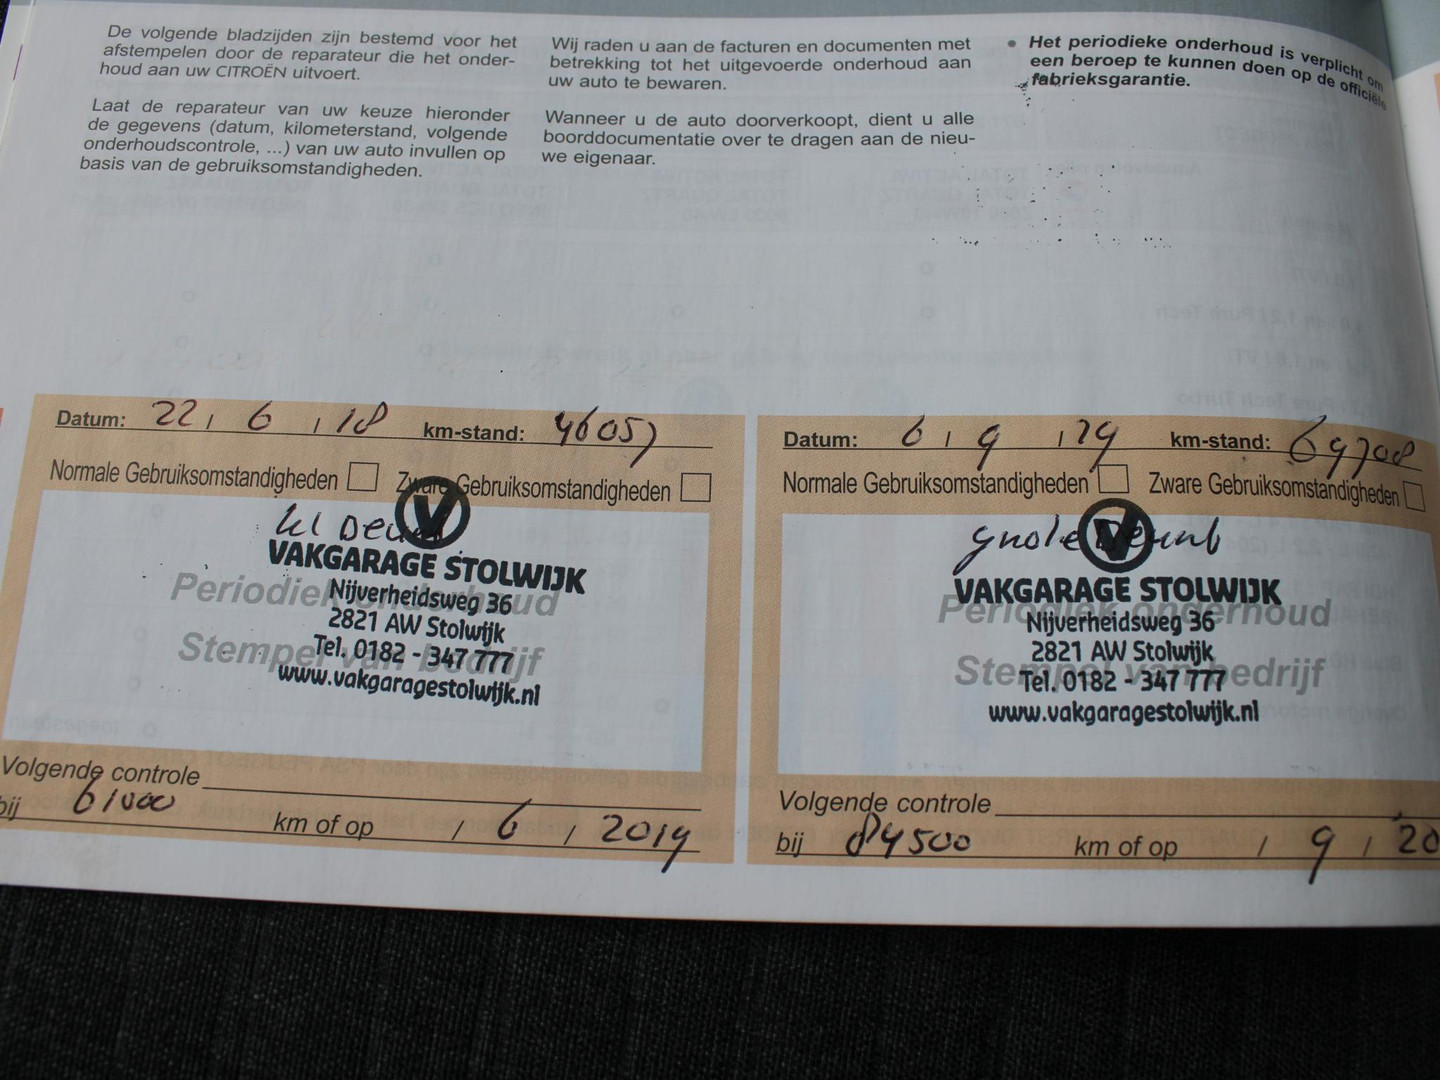 De volgende bladzijden zijn bestemd voor het
afstempelen door de reparateur die het onder-
houd aan uw CITROËN uitvoert.
Laat de reparateur van uw keuze hieronder
de gegevens (datum, kilometerstand, volgende
onderhoudscontrole, ...) van uw auto invullen op
basis van de gebruiksomstandigheden.
Wij raden u aan de facturen en documenten met
betrekking tot het uitgevoerde onderhoud aan
uw auto te bewaren.
Wanneer u de auto doorverkoopt, dient u alle
boorddocumentatie over te dragen aan de nieu-
we eigenaar.
• Het periodieke onderhoud is verplicht om
een beroep te kunnen doen op de officiële
fabrieksgarantie.
Datum: 22 / 6 / 18 km-stand: 46057
Normale Gebruiksomstandigheden Zware Gebruiksomstandigheden
kl Beurt
VAKGARAGE STOLWIJK
Periodiek onderhoud
Nijverheidsweg 36
2821 AW Stolwijk
Stempel van bedrijf
Tel. 0182 - 347 777
www.vakgaragestolwijk.nl
Volgende controle
bij 61000 km of op / 6 / 2019
Datum: 6 / 9 / 19 km-stand: 69708
Normale Gebruiksomstandigheden Zware Gebruiksomstandigheden
grote Beurt
VAKGARAGE STOLWIJK
Periodiek onderhoud
Nijverheidsweg 36
2821 AW Stolwijk
Stempel van bedrijf
Tel. 0182 - 347 777
www.vakgaragestolwijk.nl
Volgende controle
bij 84500 km of op / 9 / 20